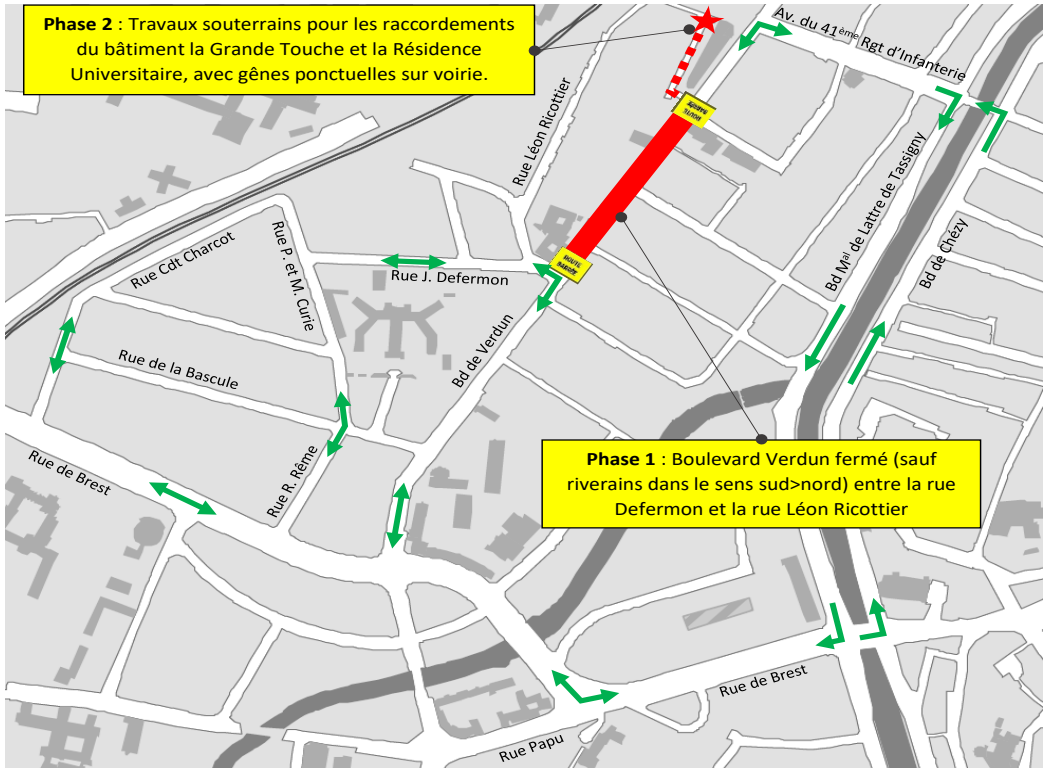 Phase 2 : Travaux souterrains pour les raccordements
du bâtiment la Grande Touche et la Résidence
Universitaire, avec gênes ponctuelles sur voirie.
Av. du 41ème Rgt d'Infanterie
Rue Léon Ricottier
ROUTE
BARRÉE
Bd Mal de Lattre de Tassigny
Bd de Chézy
Rue Cdt Charcot
Rue P. et M. Curie
Rue J. Defermon
ROUTE
BARRÉE
Bd de Verdun
Rue de la Bascule
Rue de Brest
Rue R. Rême
Phase 1 : Boulevard Verdun fermé (sauf
riverains dans le sens sud>nord) entre la rue
Defermon et la rue Léon Ricottier
Rue de Brest
Rue Papu